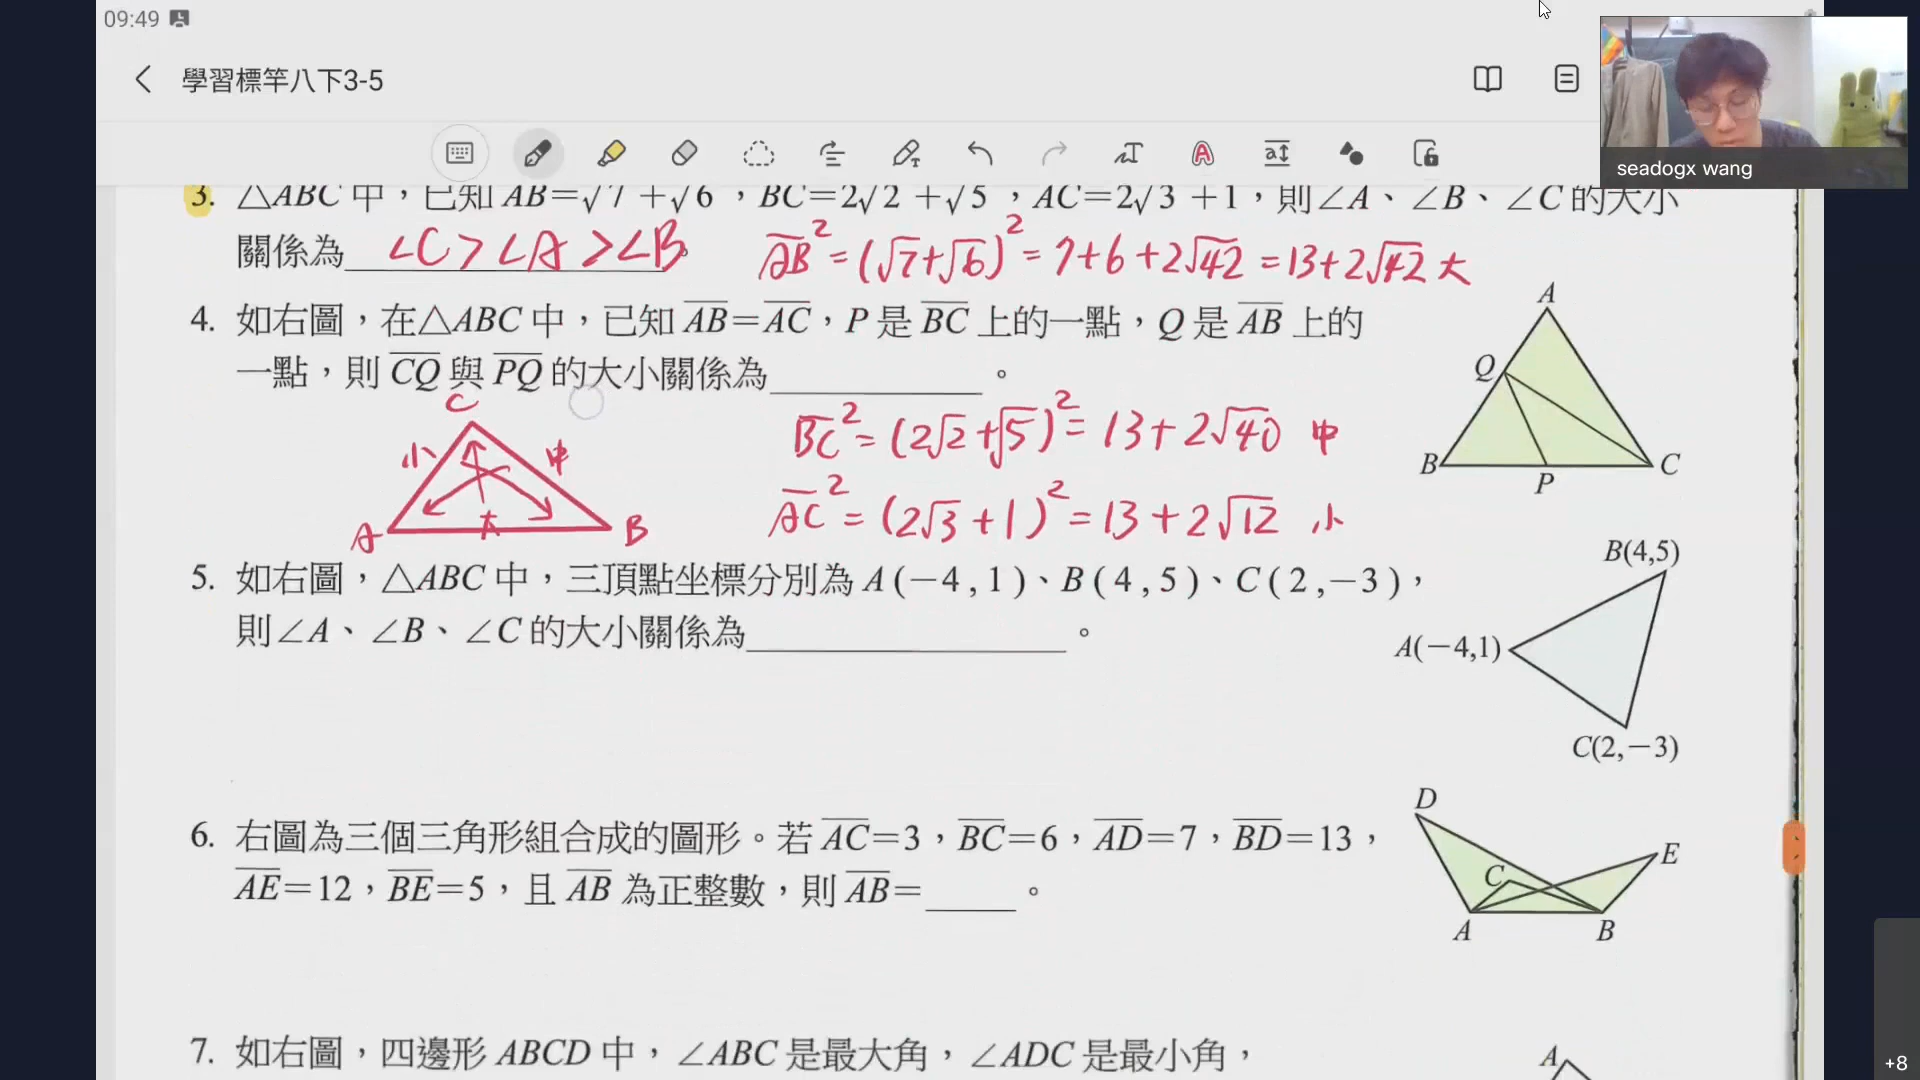 09:49
學習標竿八下3-5
seadogx wang
3. △ABC 中，已知 AB=√7+√6，BC=2√2+√5，AC=2√3+1，則∠A、∠B、∠C 的大小
關係為 ∠C>∠A>∠B。
AB²=(√7+√6)²=7+6+2√42=13+2√42 大
4. 如右圖，在△ABC 中，已知 AB=AC，P 是 BC 上的一點，Q 是 AB 上的
一點，則 CQ 與 PQ 的大小關係為＿＿＿＿。
A
Q
B
P
C
C
小
中
A
大
B
BC²=(2√2+√5)²=13+2√40 中
AC²=(2√3+1)²=13+2√12 小
5. 如右圖，△ABC 中，三頂點坐標分別為 A(−4,1)、B(4,5)、C(2,−3)，
則∠A、∠B、∠C 的大小關係為＿＿＿＿。
B(4,5)
A(−4,1)
C(2,−3)
6. 右圖為三個三角形組合成的圖形。若 AC=3，BC=6，AD=7，BD=13，
AE=12，BE=5，且 AB 為正整數，則 AB=＿＿。
D
C
E
A
B
7. 如右圖，四邊形 ABCD 中，∠ABC 是最大角，∠ADC 是最小角，
A
+8